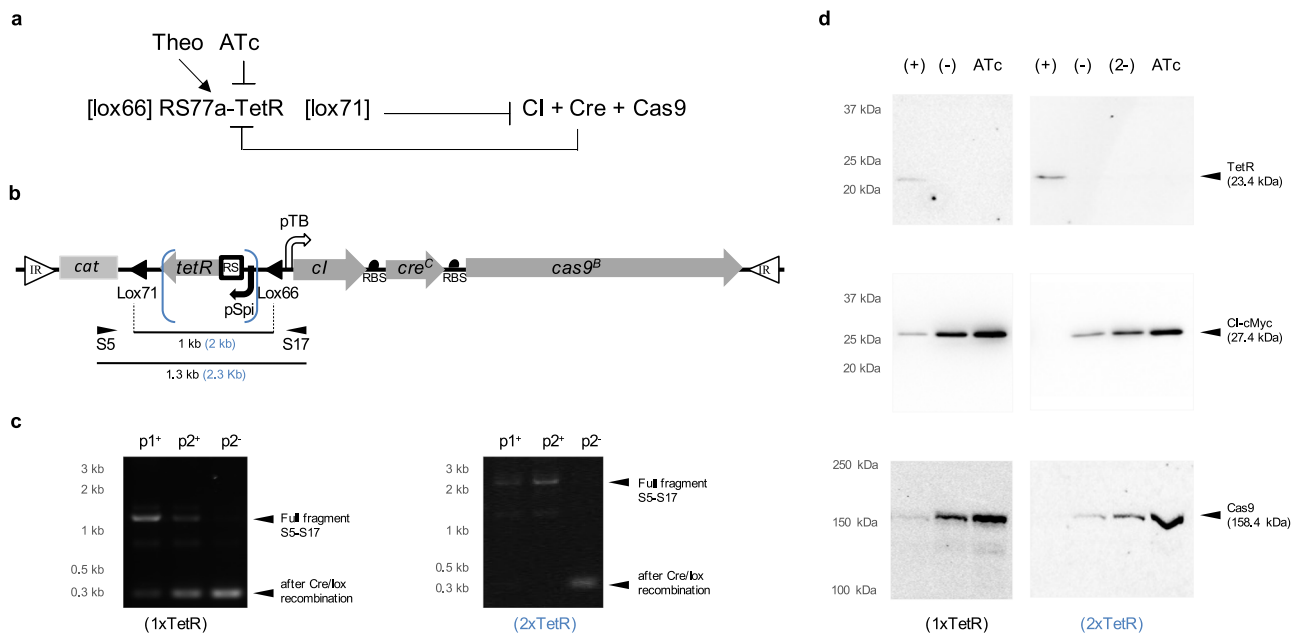 a
Theo ATc
[lox66] RS77a-TetR [lox71] CI + Cre + Cas9
b
pTB
IR cat tetR RS cI creC cas9B IR
RBS RBS
Lox71 pSpi Lox66
S5 S17
1 kb (2 kb)
1.3 kb (2.3 Kb)
c
p1+ p2+ p2-
3 kb
2 kb
1 kb
0.5 kb
0.3 kb
Full fragment
S5-S17
after Cre/lox
recombination
(1xTetR)
p1+ p2+ p2-
3 kb
2 kb
1 kb
0.5 kb
0.3 kb
Full fragment
S5-S17
after Cre/lox
recombination
(2xTetR)
d
(+) (-) ATc (+) (-) (2-) ATc
37 kDa
25 kDa
20 kDa
TetR
(23.4 kDa)
37 kDa
25 kDa
20 kDa
CI-cMyc
(27.4 kDa)
250 kDa
150 kDa
100 kDa
Cas9
(158.4 kDa)
(1xTetR) (2xTetR)